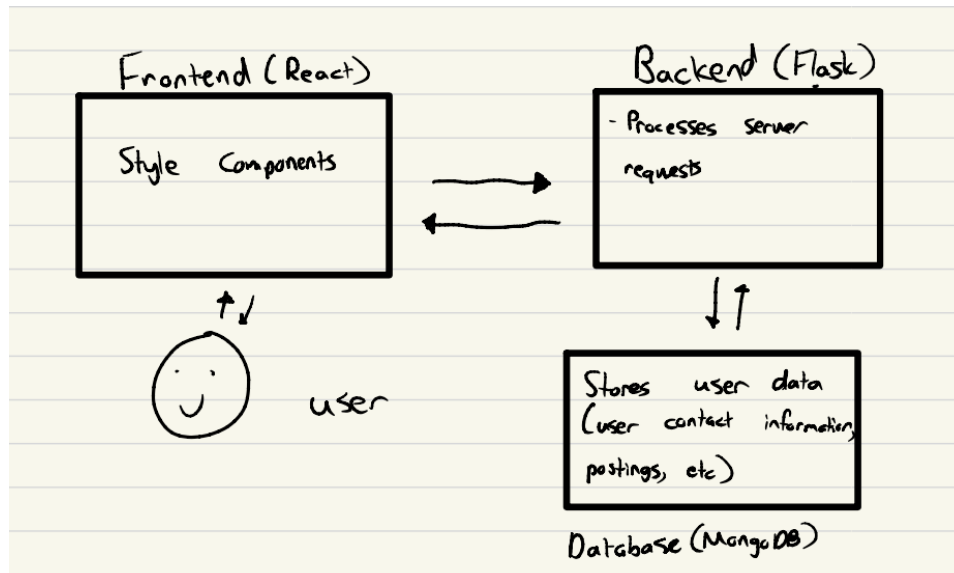 Frontend (React)
Style Components
user
Backend (Flask)
- Processes server
requests
Stores user data
(user contact information,
postings, etc)
Database (MongoDB)